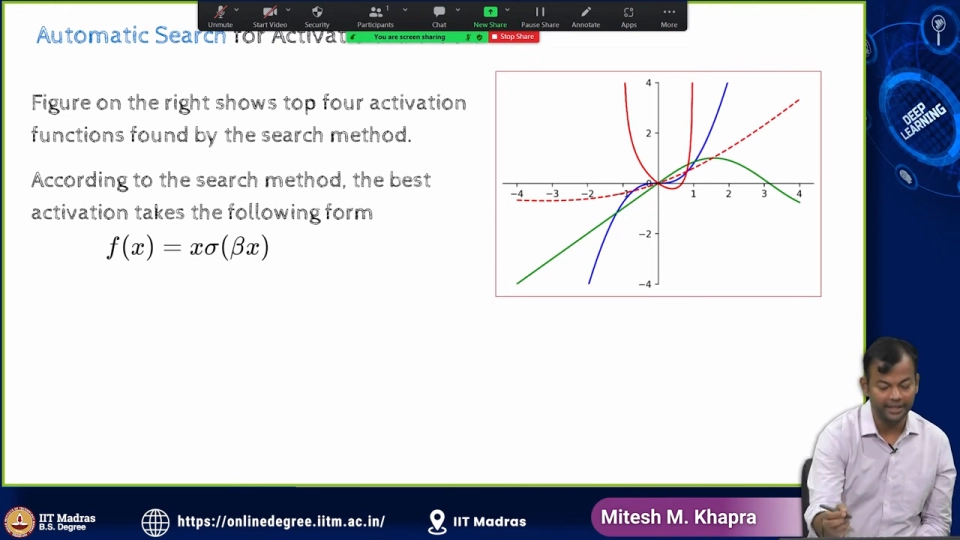 Unmute
Start Video
Security
Participants
1
Chat
New Share
Pause Share
Annotate
Apps
More
You are screen sharing
Stop Share
Automatic Search for
Figure on the right shows top four activation
functions found by the search method.
According to the search method, the best
activation takes the following form
f(x) = xσ(βx)
4
2
0
−2
−4
−4 −3 −2 −1 0 1 2 3 4
DEEP
LEARNING
IIT Madras
B.S. Degree
https://onlinedegree.iitm.ac.in/
IIT Madras
Mitesh M. Khapra